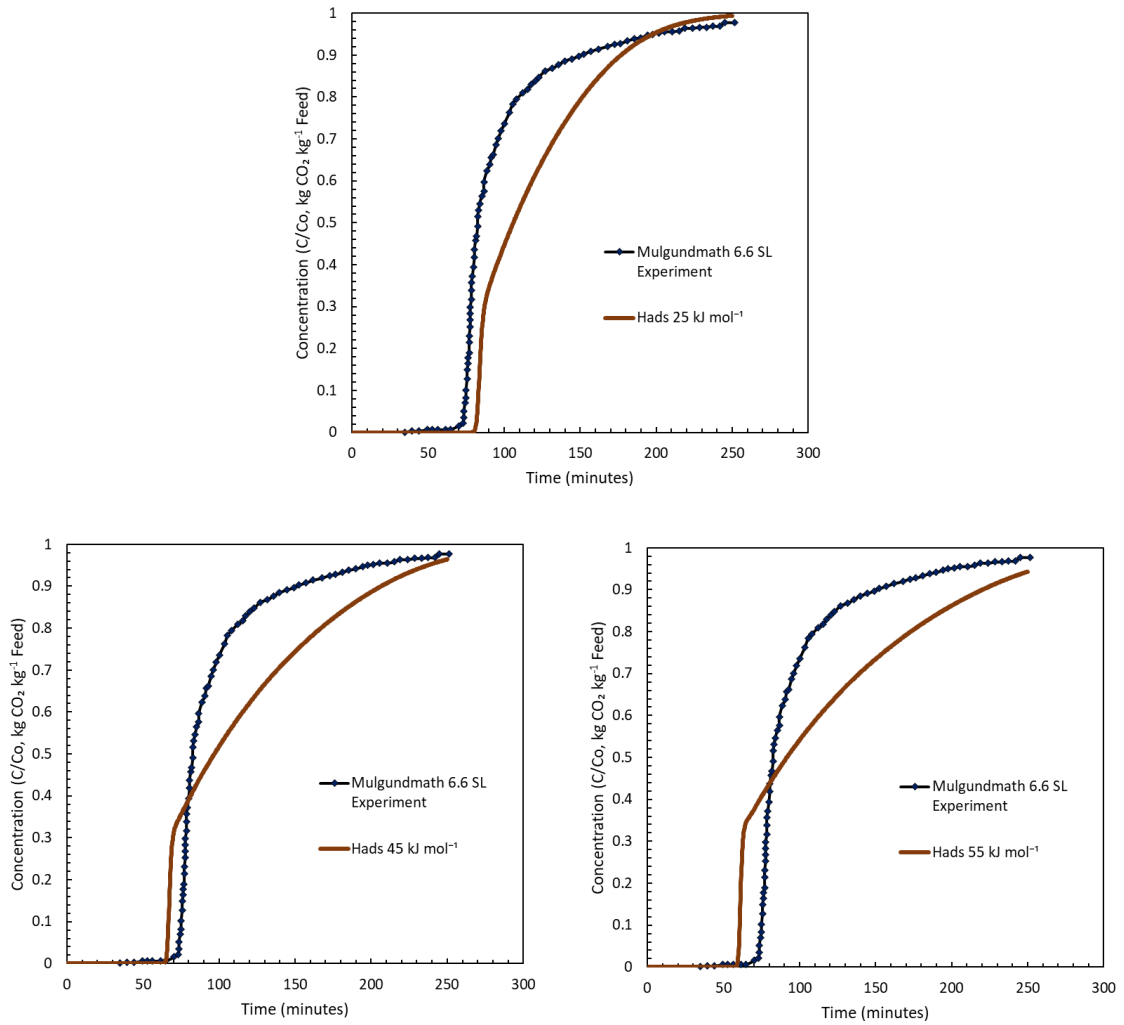 Concentration (C/Co, kg CO₂ kg⁻¹ Feed)
1
0.9
0.8
0.7
0.6
0.5
0.4
0.3
0.2
0.1
0
0 50 100 150 200 250 300
Time (minutes)
Mulgundmath 6.6 SL
Experiment
Hads 25 kJ mol⁻¹
Concentration (C/Co, kg CO₂ kg⁻¹ Feed)
1
0.9
0.8
0.7
0.6
0.5
0.4
0.3
0.2
0.1
0
0 50 100 150 200 250 300
Time (minutes)
Mulgundmath 6.6 SL
Experiment
Hads 45 kJ mol⁻¹
Concentration (C/Co, kg CO₂ kg⁻¹ Feed)
1
0.9
0.8
0.7
0.6
0.5
0.4
0.3
0.2
0.1
0
0 50 100 150 200 250 300
Time (minutes)
Mulgundmath 6.6 SL
Experiment
Hads 55 kJ mol⁻¹